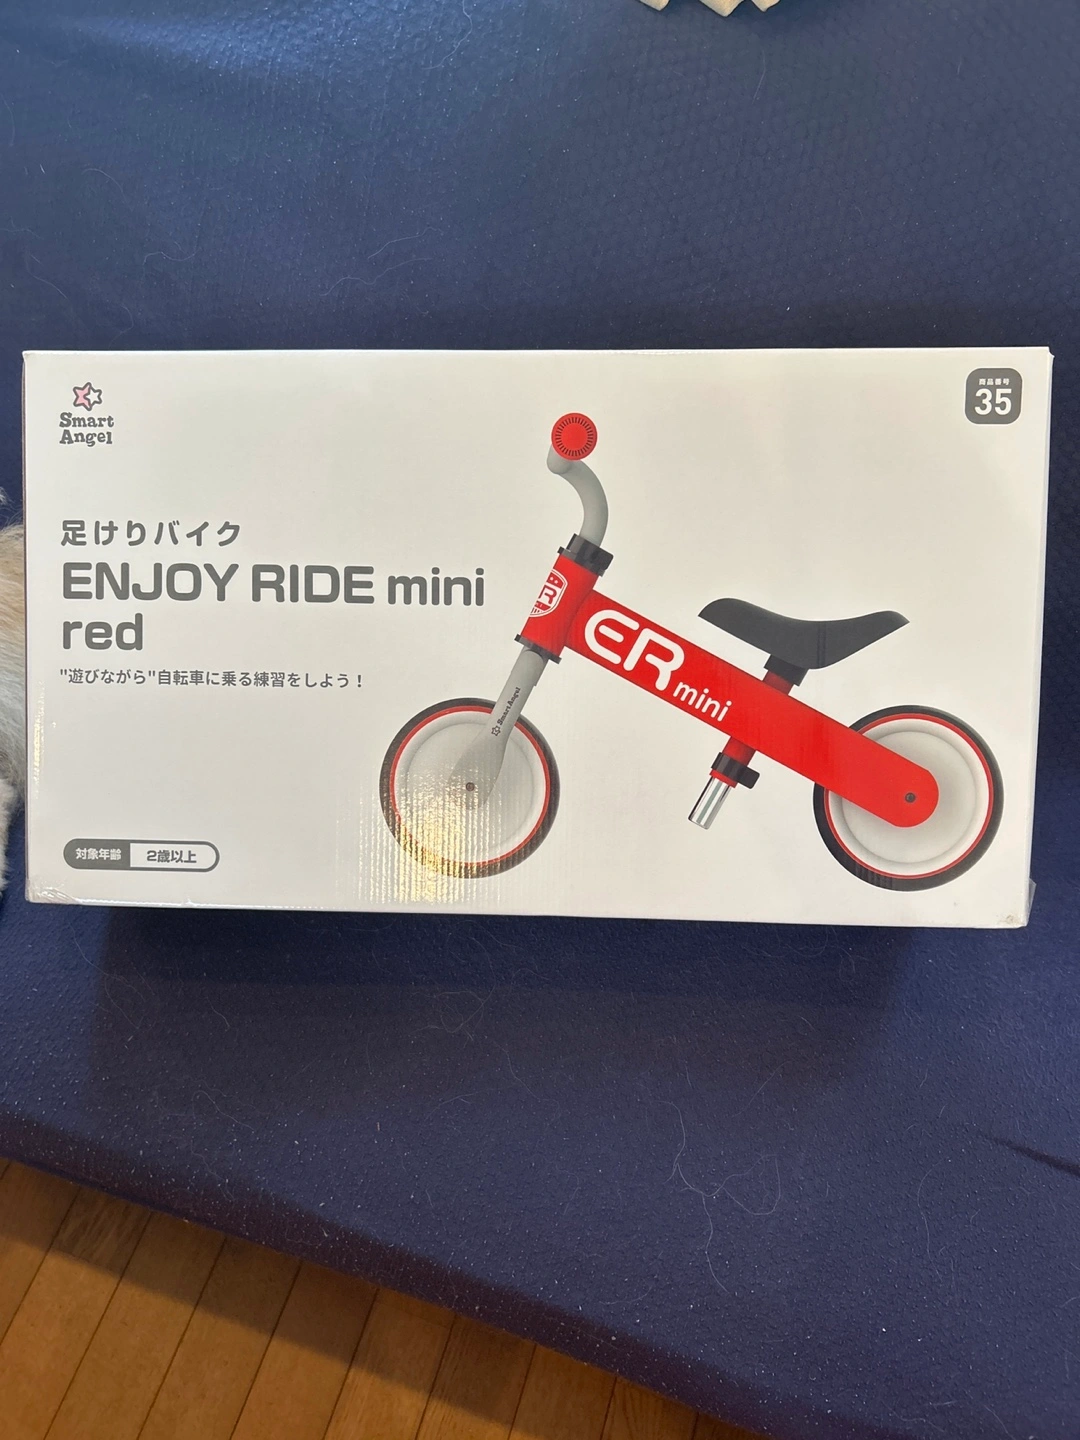 Smart
Angel
商品番号
35
足けりバイク
ENJOY RIDE mini
red
"遊びながら"自転車に乗る練習をしよう！
R
ER
mini
Smart Angel
対象年齢 2歳以上